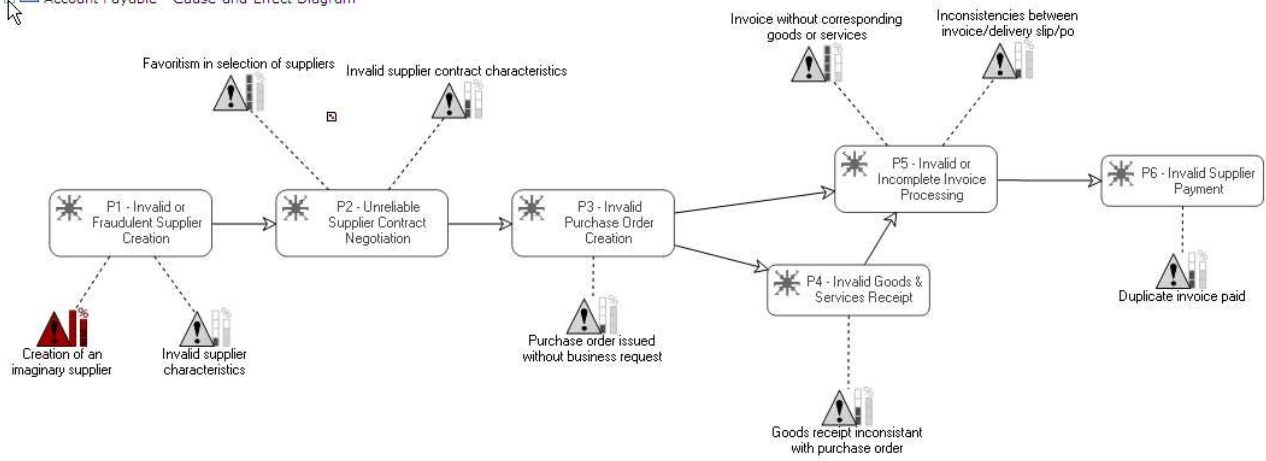 Account Payable - Cause and Effect Diagram
Invoice without corresponding
goods or services
Inconsistencies between
invoice/delivery slip/po
Favoritism in selection of suppliers
Invalid supplier contract characteristics
%
%
%
%
P1 - Invalid or
Fraudulent Supplier
Creation
P2 - Unreliable
Supplier Contract
Negotiation
P3 - Invalid
Purchase Order
Creation
P5 - Invalid or
Incomplete Invoice
Processing
P6 - Invalid Supplier
Payment
P4 - Invalid Goods &
Services Receipt
%
%
%
%
Creation of an
imaginary supplier
Invalid supplier
characteristics
Purchase order issued
without business request
Duplicate invoice paid
%
Goods receipt inconsistant
with purchase order